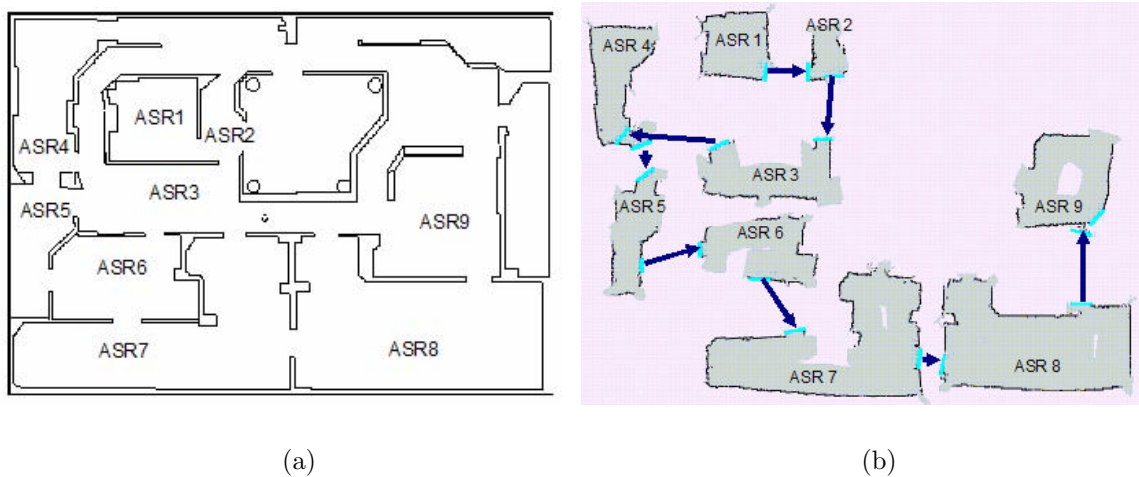 ASR1
ASR2
ASR4
ASR3
ASR5
ASR9
ASR6
ASR7
ASR8
(a)
ASR 1
ASR 2
ASR 4
ASR 3
ASR 5
ASR 9
ASR 6
ASR 7
ASR 8
(b)